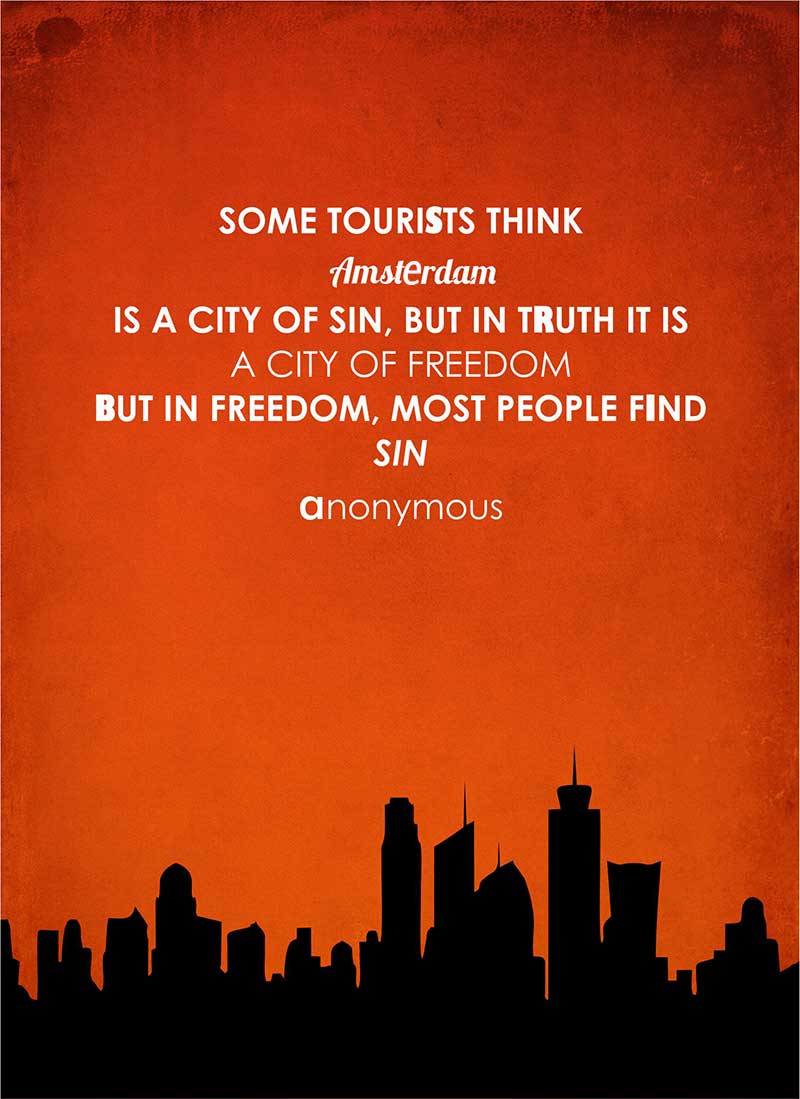 SOME TOURISTS THINK
Amsterdam
IS A CITY OF SIN, BUT IN TRUTH IT IS
A CITY OF FREEDOM
BUT IN FREEDOM, MOST PEOPLE FIND
SIN
anonymous